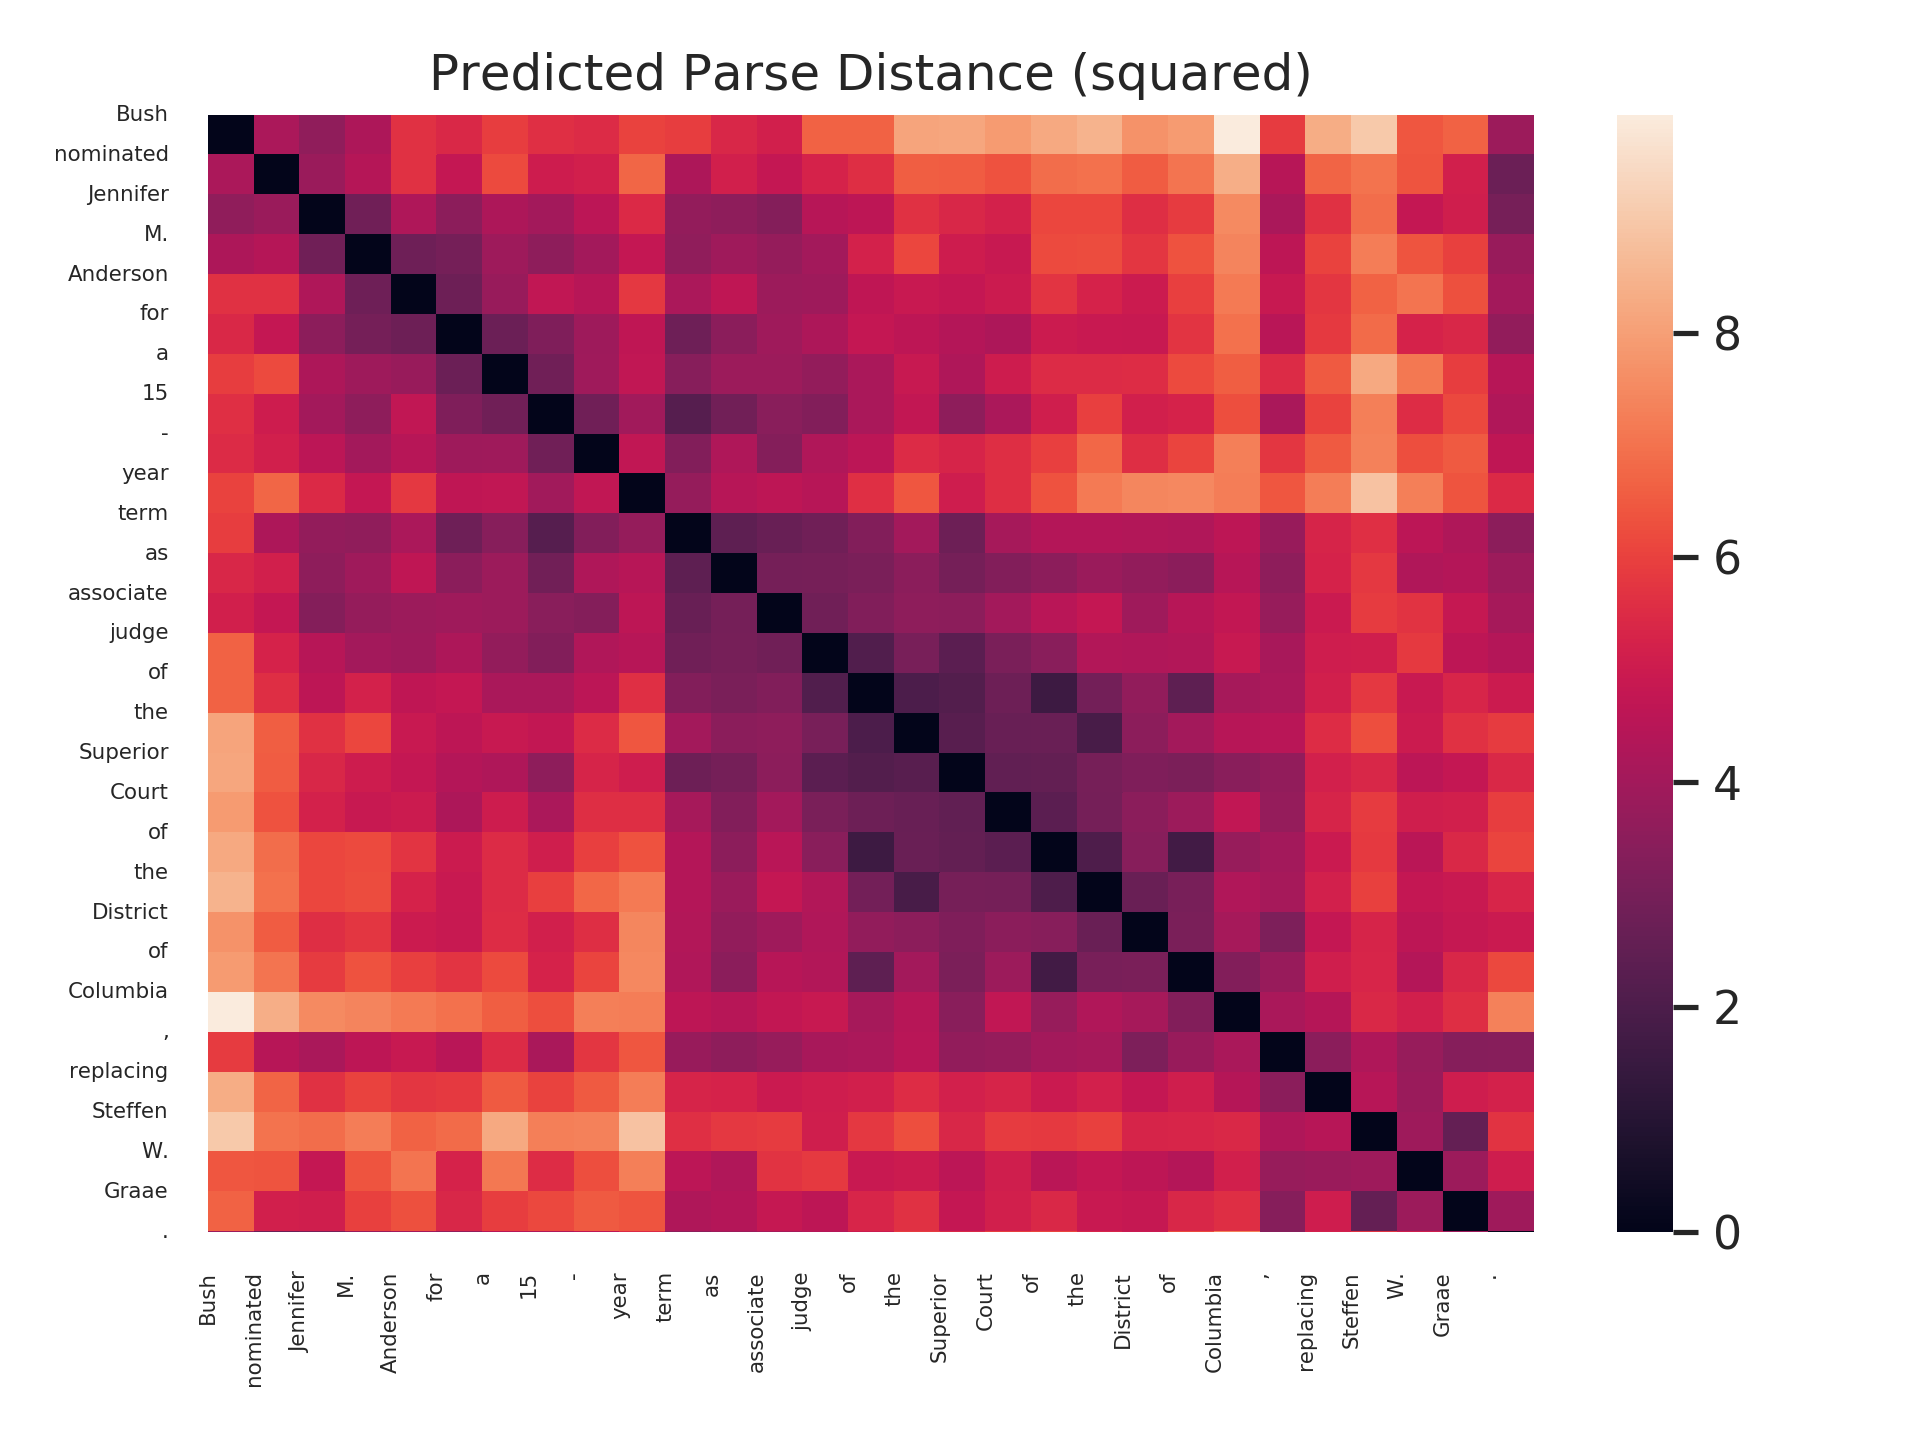 Predicted Parse Distance (squared)
Bush
nominated
Jennifer
M.
Anderson
for
a
15
-
year
term
as
associate
judge
of
the
Superior
Court
of
the
District
of
Columbia
,
replacing
Steffen
W.
Graae
.
8
6
4
2
0
Bush
nominated
Jennifer
M.
Anderson
for
a
15
-
year
term
as
associate
judge
of
the
Superior
Court
of
the
District
of
Columbia
,
replacing
Steffen
W.
Graae
.